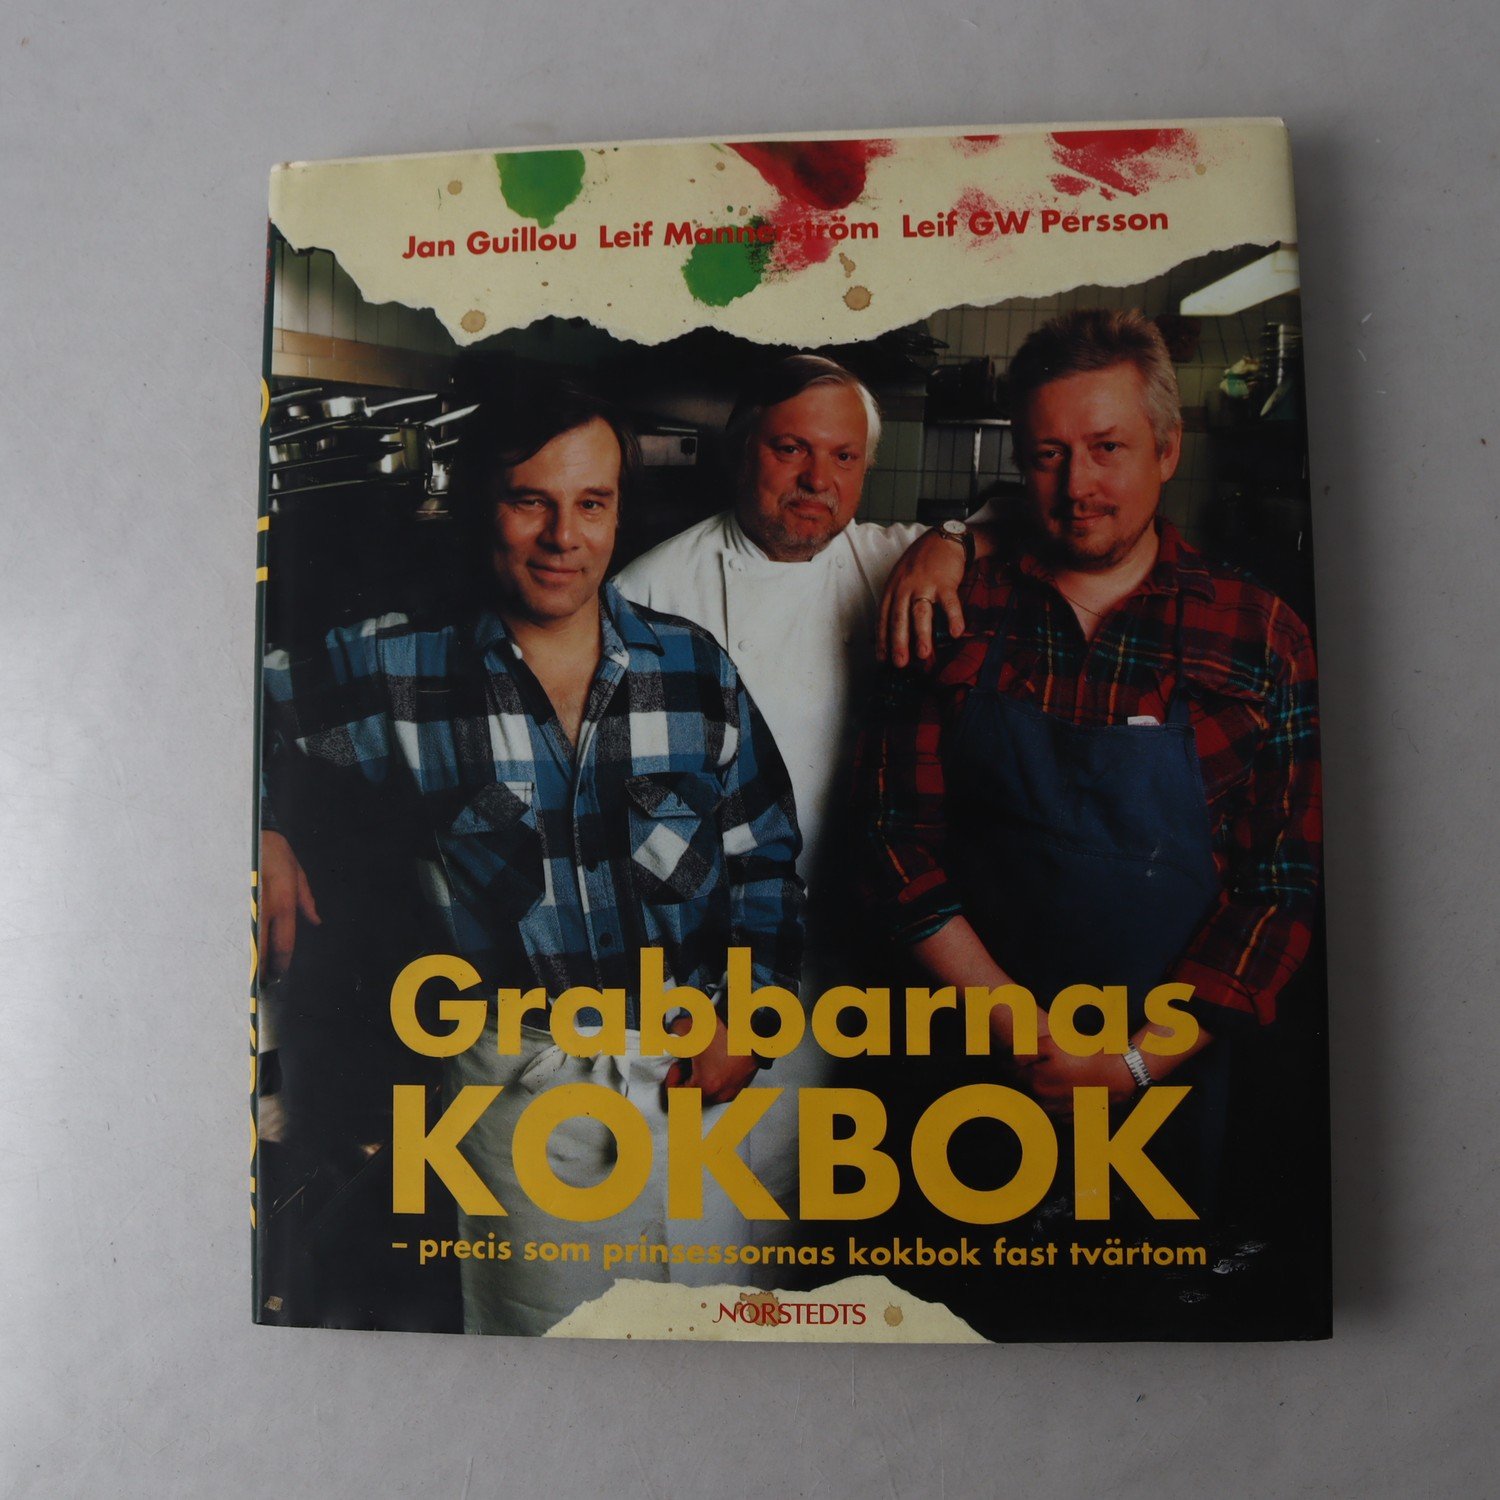 Jan Guillou Leif Mannerström Leif GW Persson
Grabbarnas
KOKBOK
– precis som prinsessornas kokbok fast tvärtom
NORSTEDTS